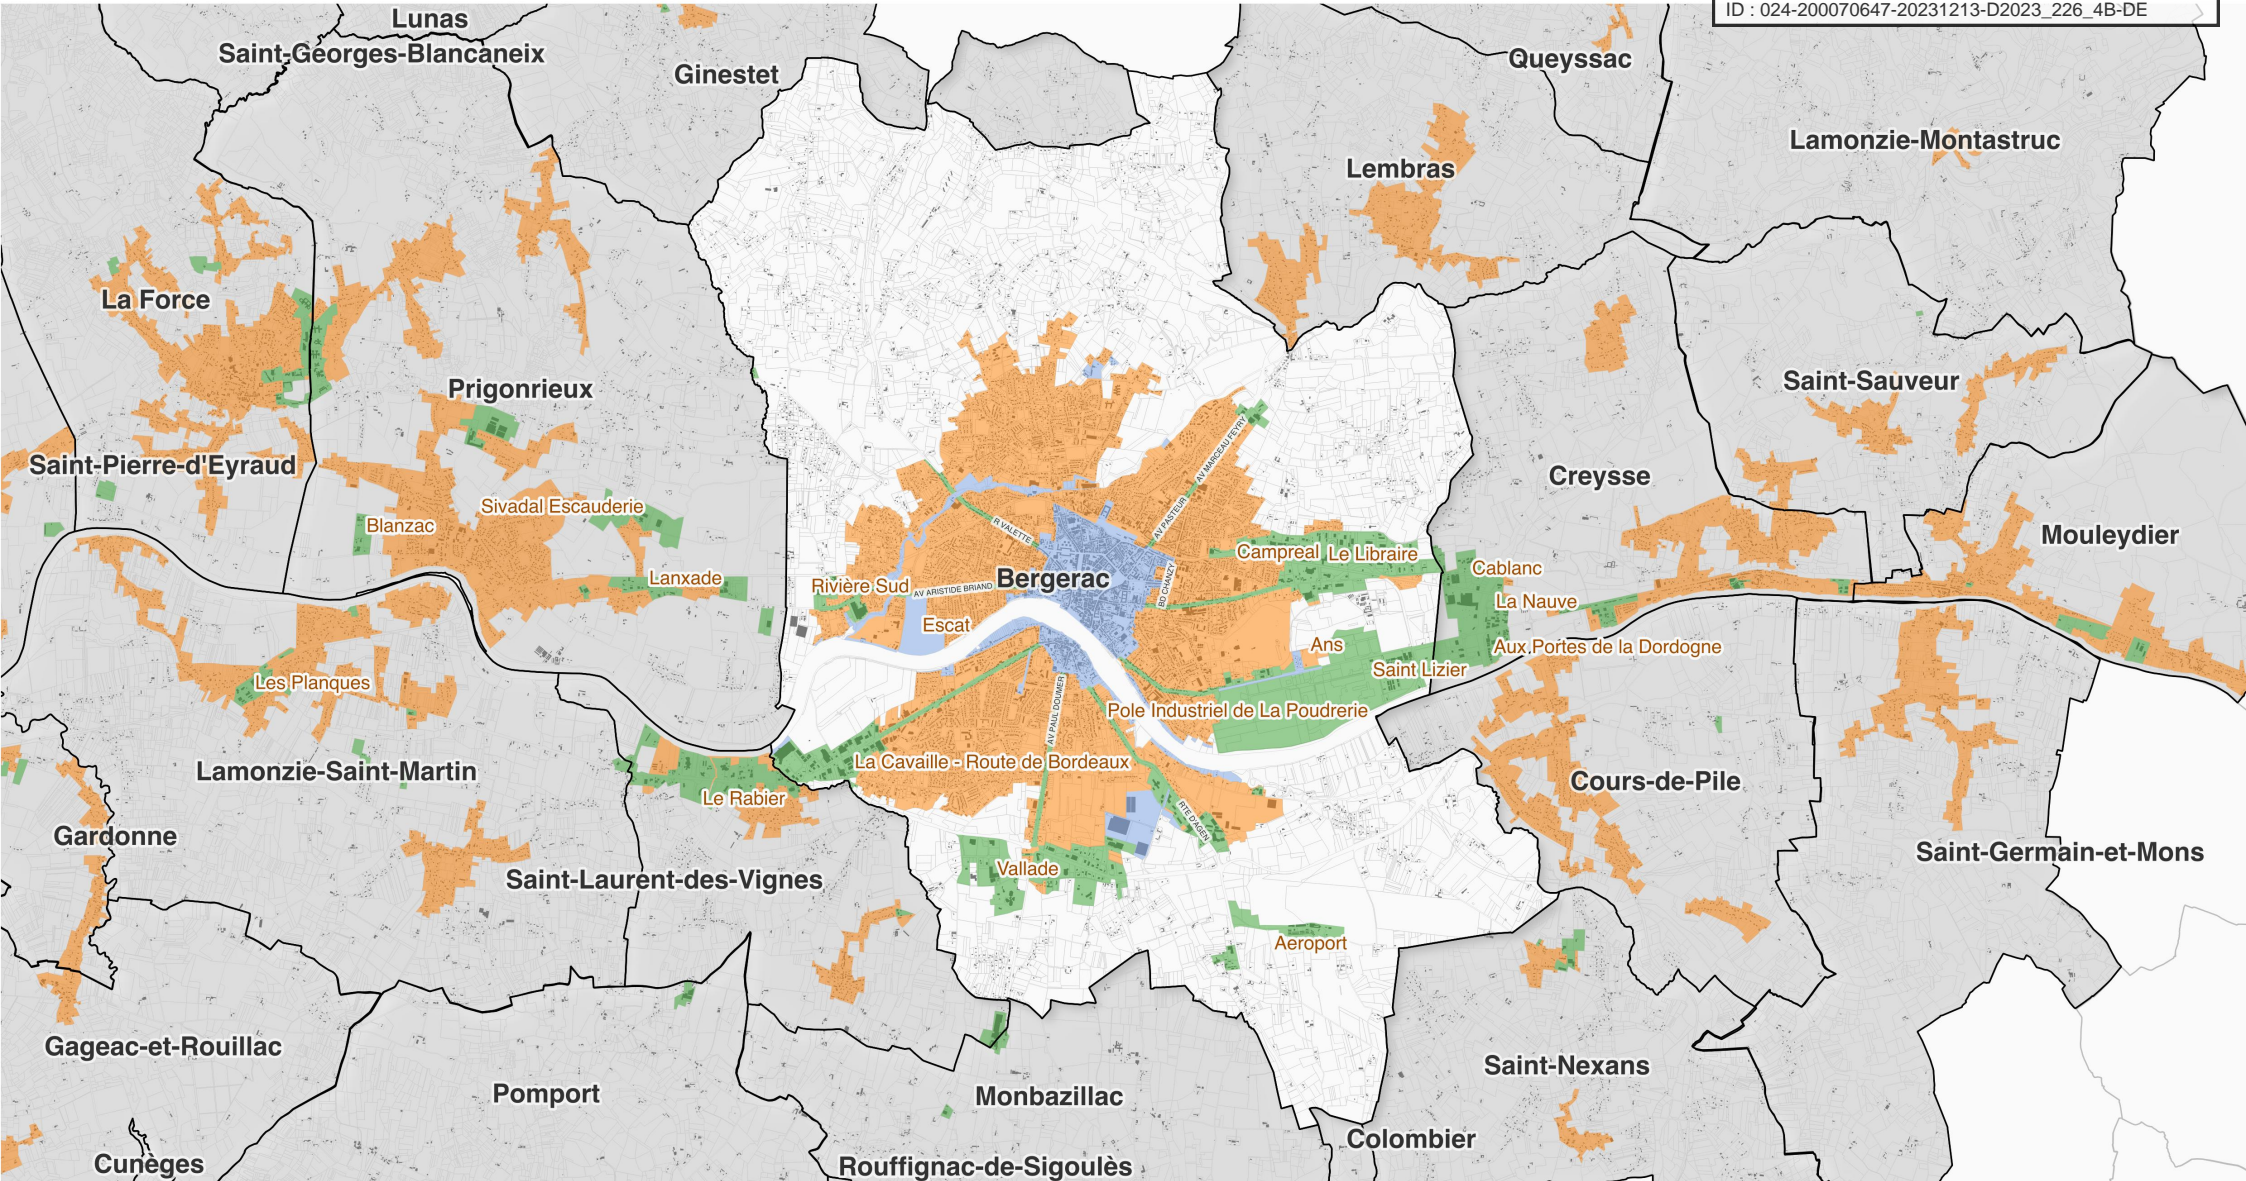 ID : 024-200070647-20231213-D2023_226_4B-DE
Lunas
Saint-Georges-Blancaneix
Ginestet
Queyssac
Lamonzie-Montastruc
Lembras
La Force
Prigonrieux
Saint-Sauveur
Saint-Pierre-d'Eyraud
Creysse
AV MARCEAU FEYRY
AV PASTEUR
R VALETTE
Sivadal Escauderie
Blanzac
Mouleydier
Campreal
Le Libraire
Cablanc
Lanxade
Rivière Sud
AV ARISTIDE BRIAND
Bergerac
BD CHANZY
La Nauve
Escat
Ans
Aux Portes de la Dordogne
Saint Lizier
Les Planques
AV PAUL DOUMER
Pole Industriel de La Poudrerie
Lamonzie-Saint-Martin
La Cavaille - Route de Bordeaux
Cours-de-Pile
Le Rabier
RTE D'AGEN
Gardonne
Saint-Germain-et-Mons
Vallade
Saint-Laurent-des-Vignes
Aeroport
Gageac-et-Rouillac
Saint-Nexans
Pomport
Monbazillac
Colombier
Cunèges
Rouffignac-de-Sigoulès